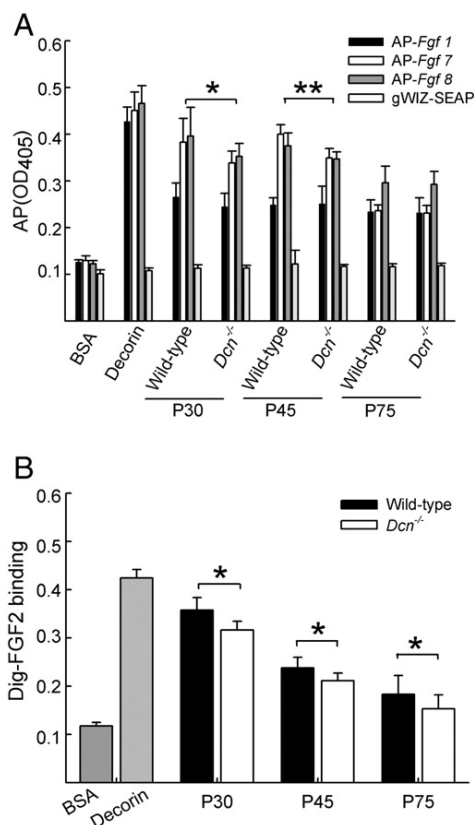 A
AP-Fgf 1
AP-Fgf 7
AP-Fgf 8
gWIZ-SEAP
AP(OD405)
0.6
0.5
0.4
0.3
0.2
0.1
*
**
BSA
Decorin
Wild-type
Dcn-/-
Wild-type
Dcn-/-
Wild-type
Dcn-/-
P30
P45
P75
B
Wild-type
Dcn-/-
Dig-FGF2 binding
0.6
0.5
0.4
0.3
0.2
0.1
*
*
*
BSA
Decorin
P30
P45
P75